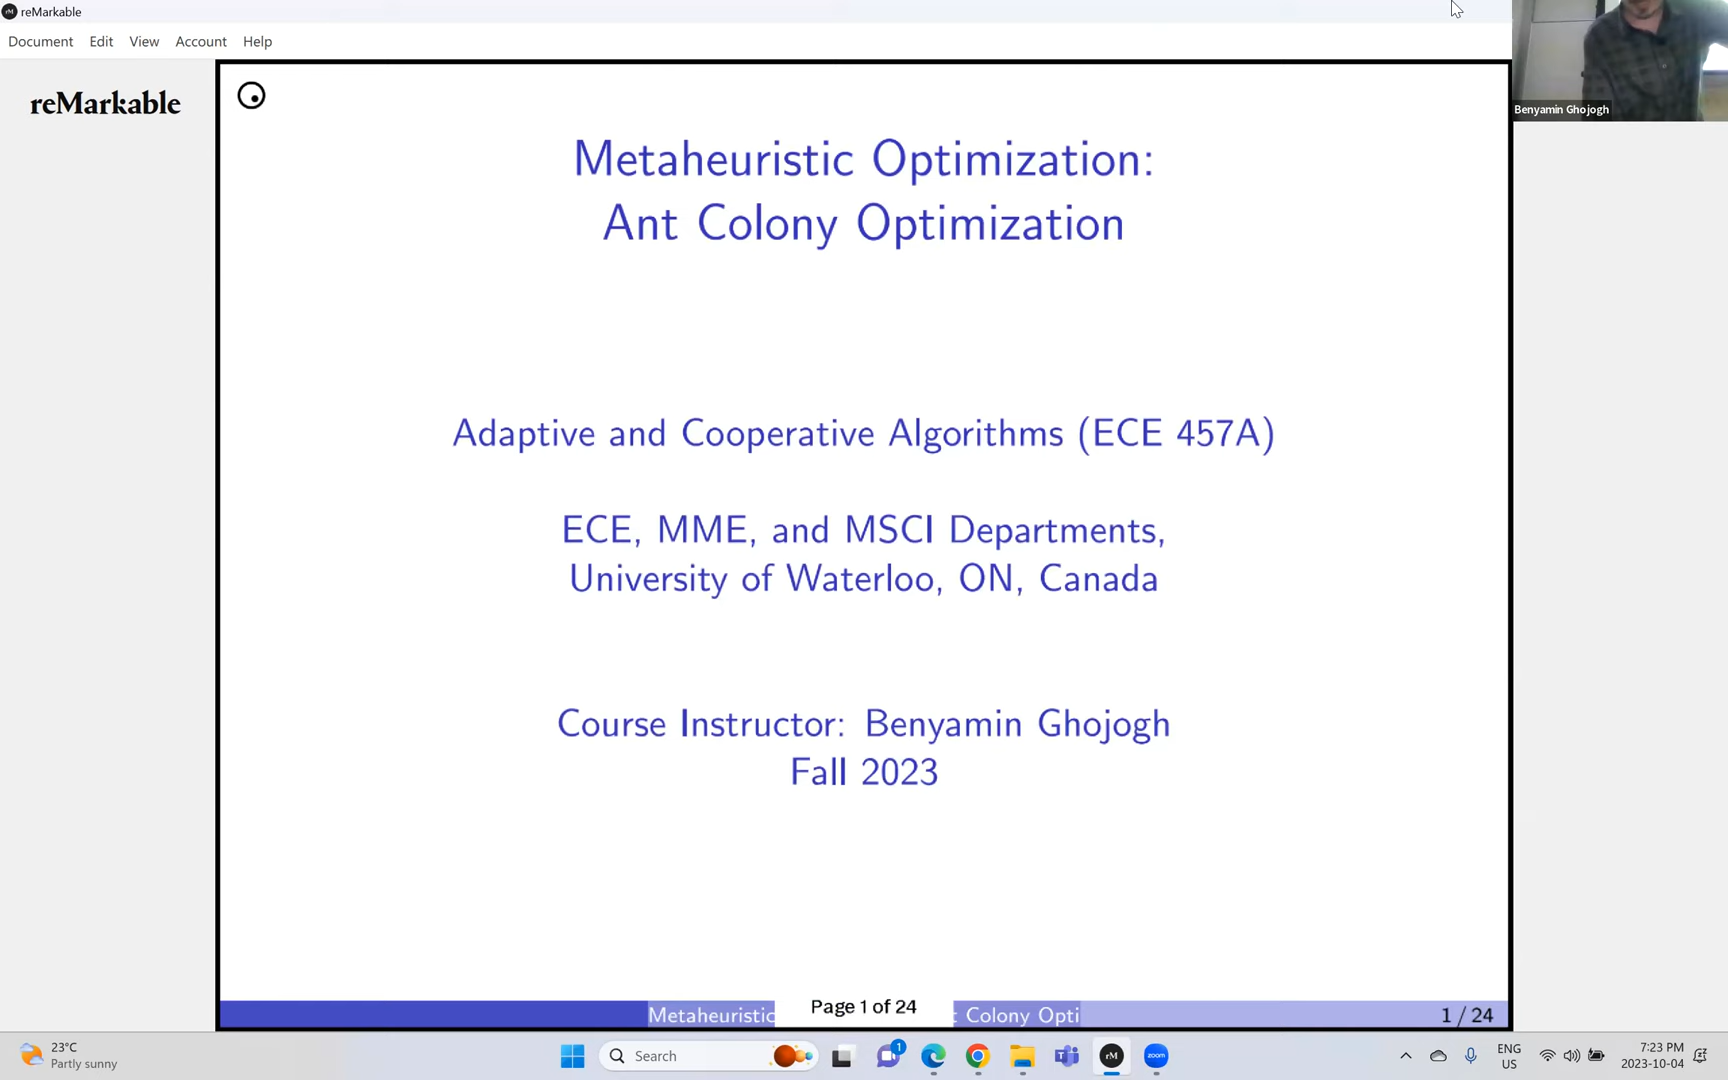 reMarkable
Document Edit View Account Help
reMarkable
Benyamin Ghojogh
Metaheuristic Optimization:
Ant Colony Optimization
Adaptive and Cooperative Algorithms (ECE 457A)
ECE, MME, and MSCI Departments,
University of Waterloo, ON, Canada
Course Instructor: Benyamin Ghojogh
Fall 2023
Metaheuristic Page 1 of 24 t Colony Opti 1 / 24
23°C
Partly sunny
Search
1
rM
zoom
ENG
US
7:23 PM
2023-10-04